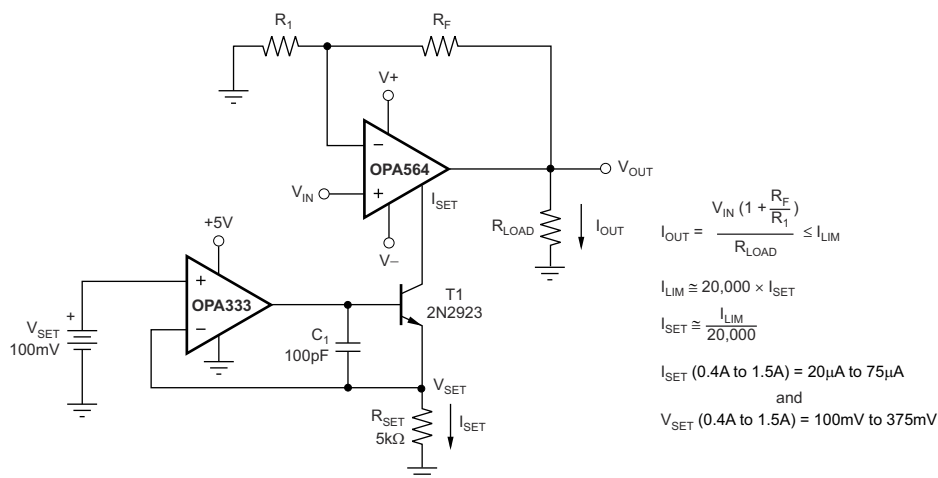 R1
RF
V+
−
OPA564
+
VIN
ISET
V−
VOUT
RLOAD
IOUT
+5V
+
OPA333
−
+
VSET
100mV
C1
100pF
T1
2N2923
VSET
RSET
5kΩ
ISET
IOUT = VIN (1 + RF/R1) / RLOAD ≤ ILIM
ILIM ≅ 20,000 × ISET
ISET ≅ ILIM / 20,000
ISET (0.4A to 1.5A) = 20μA to 75μA
and
VSET (0.4A to 1.5A) = 100mV to 375mV